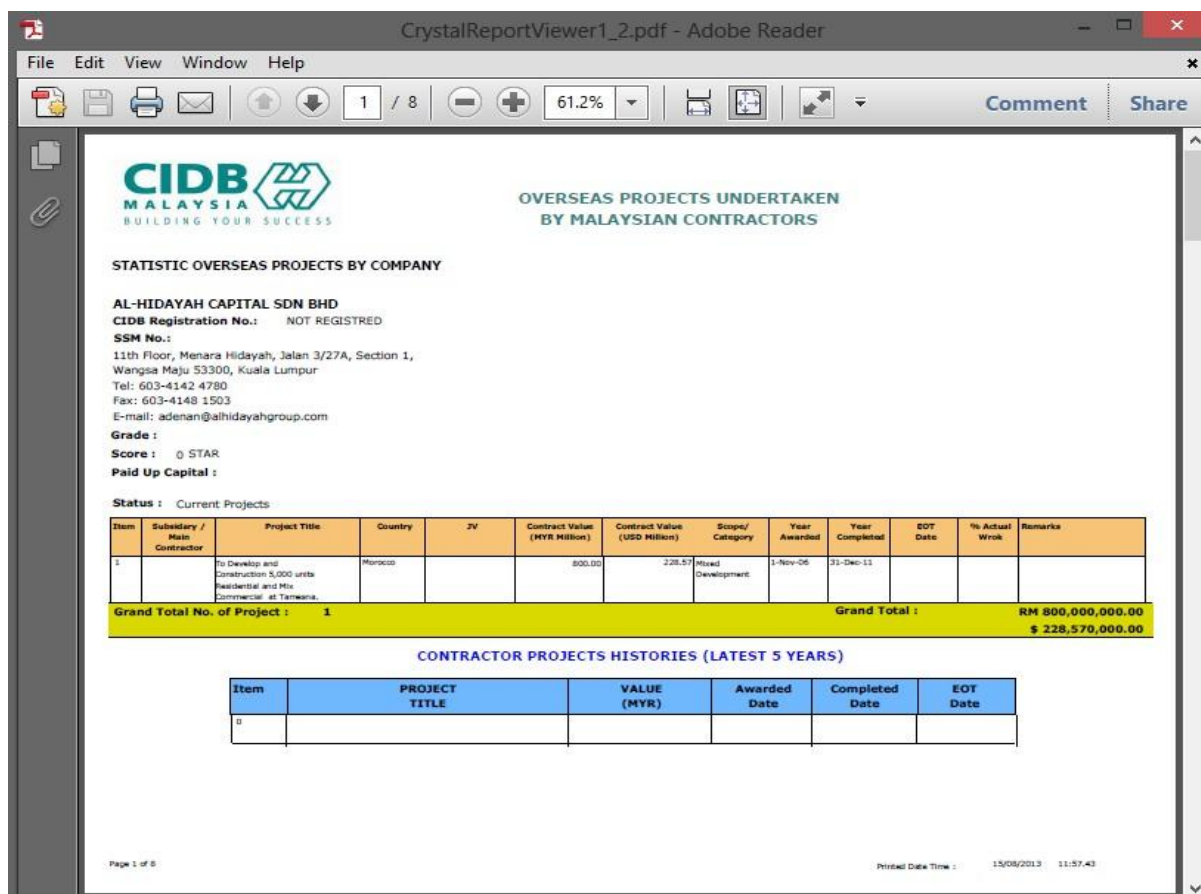 CrystalReportViewer1_2.pdf - Adobe Reader
File Edit View Window Help
1 / 8 61.2% Comment Share
CIDB
MALAYSIA
BUILDING YOUR SUCCESS
OVERSEAS PROJECTS UNDERTAKEN
BY MALAYSIAN CONTRACTORS
STATISTIC OVERSEAS PROJECTS BY COMPANY
AL-HIDAYAH CAPITAL SDN BHD
CIDB Registration No.: NOT REGISTRED
SSM No.:
11th Floor, Menara Hidayah, Jalan 3/27A, Section 1,
Wangsa Maju 53300, Kuala Lumpur
Tel: 603-4142 4780
Fax: 603-4148 1503
E-mail: adenan@alhidayahgroup.com
Grade :
Score : 0 STAR
Paid Up Capital :
Status : Current Projects
Item Subsidary / Project Title Country JV Contract Value Contract Value Scope/ Year Year EOT % Actual Remarks
Main (MYR Million) (USD Million) Category Awarded Completed Date Wrok
Contractor
1 To Develop and Morocco 800.00 228.57 Mixed 1-Nov-06 31-Dec-11
Construction 5,000 units Development
Residential and Mix
Commercial at Tameana.
Grand Total No. of Project : 1 Grand Total : RM 800,000,000.00
$ 228,570,000.00
CONTRACTOR PROJECTS HISTORIES (LATEST 5 YEARS)
Item PROJECT VALUE Awarded Completed EOT
TITLE (MYR) Date Date Date
0
Page 1 of 8 Printed Date Time : 15/08/2013 11:57.43